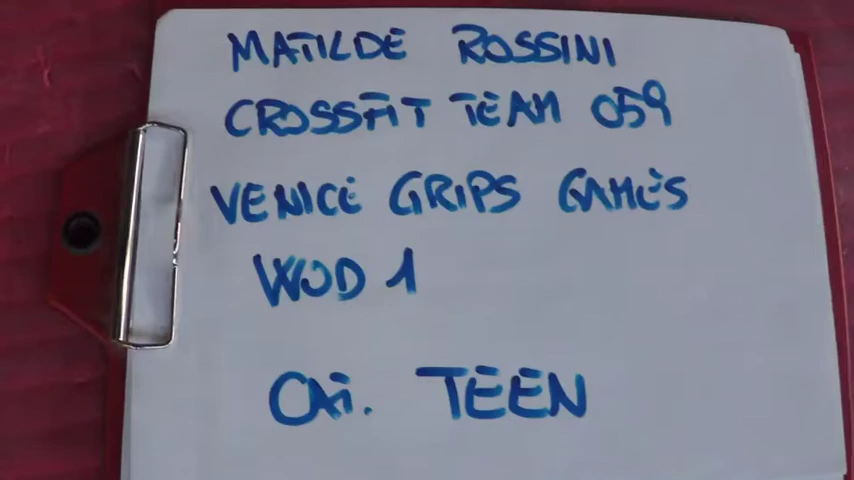 MATILDE ROSSINI
CROSSFIT TEAM 059
VENICE GRIPS GAMES
WOD 1
CAT. TEEN